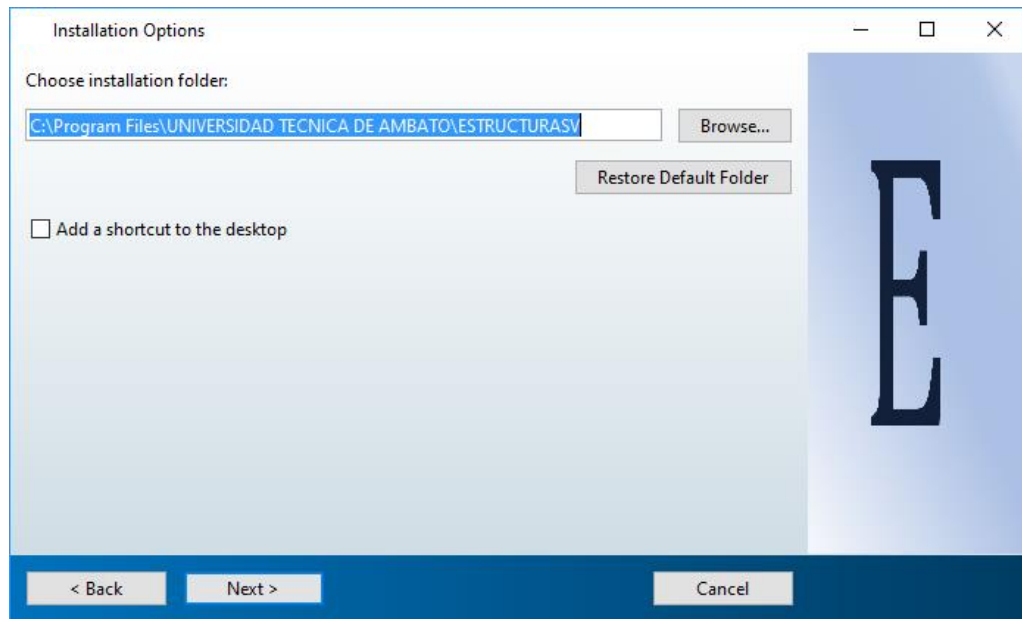 Installation Options
Choose installation folder:
C:\Program Files\UNIVERSIDAD TECNICA DE AMBATO\ESTRUCTURASV
Browse...
Restore Default Folder
Add a shortcut to the desktop
E
< Back
Next >
Cancel